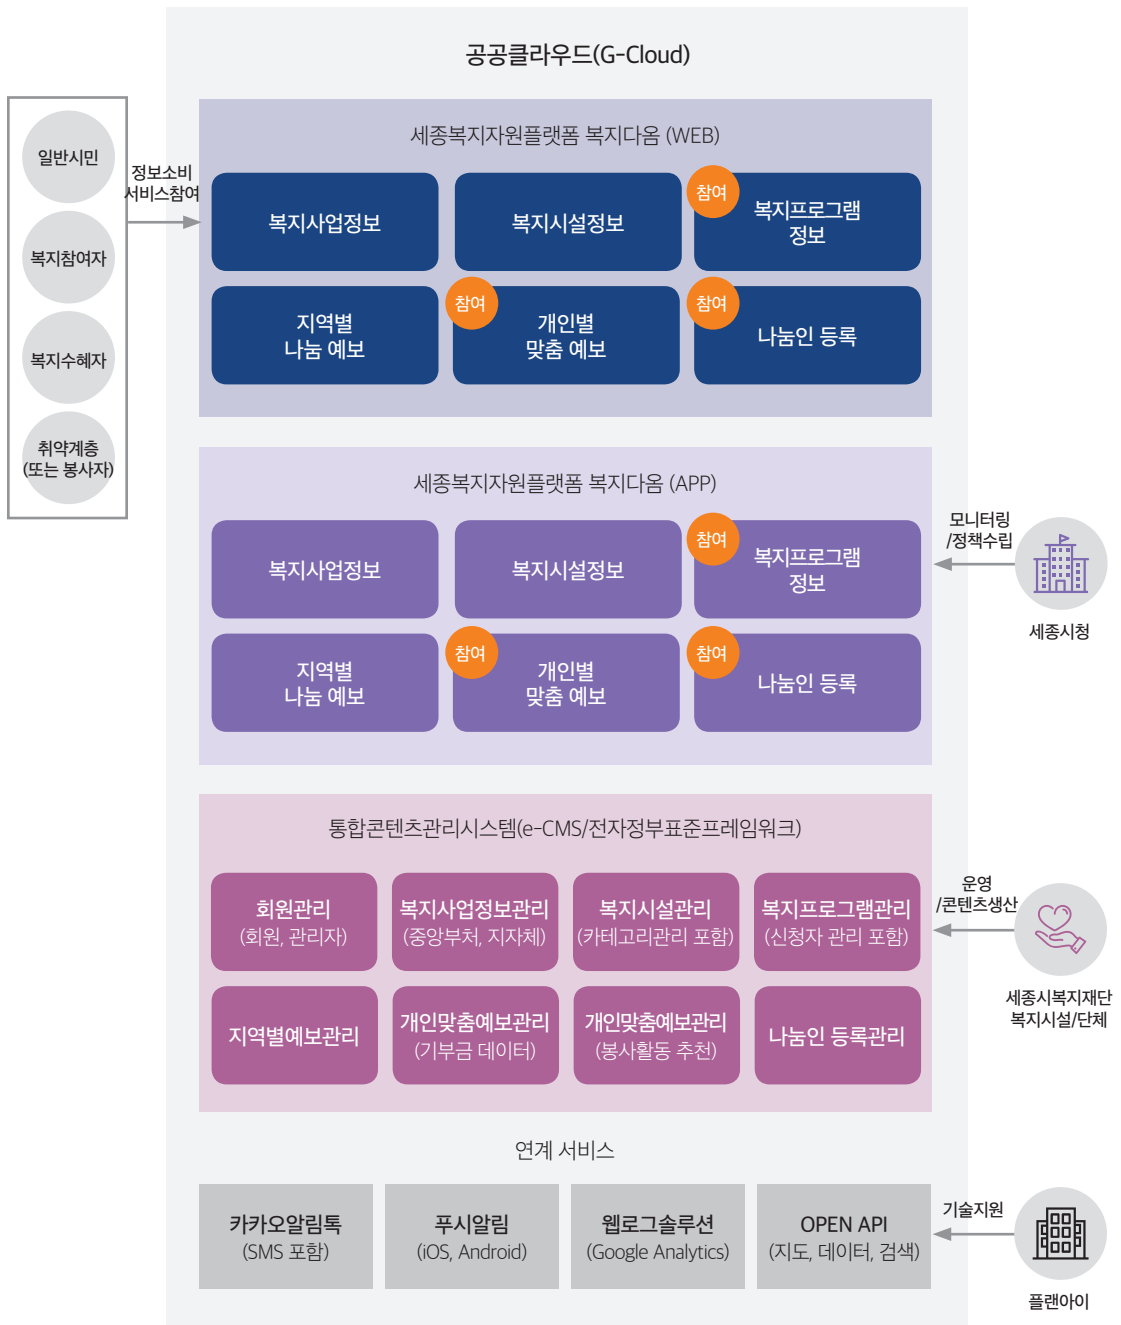 공공클라우드(G-Cloud)
일반시민
복지참여자
복지수혜자
취약계층
(또는 봉사자)
정보소비
서비스참여
세종복지자원플랫폼 복지다옴 (WEB)
복지사업정보
복지시설정보
참여
복지프로그램
정보
지역별
나눔 예보
참여
개인별
맞춤 예보
참여
나눔인 등록
세종복지자원플랫폼 복지다옴 (APP)
복지사업정보
복지시설정보
참여
복지프로그램
정보
지역별
나눔 예보
참여
개인별
맞춤 예보
참여
나눔인 등록
모니터링
/정책수립
세종시청
통합콘텐츠관리시스템(e-CMS/전자정부표준프레임워크)
회원관리
(회원, 관리자)
복지사업정보관리
(중앙부처, 지자체)
복지시설관리
(카테고리관리 포함)
복지프로그램관리
(신청자 관리 포함)
지역별예보관리
개인맞춤예보관리
(기부금 데이터)
개인맞춤예보관리
(봉사활동 추천)
나눔인 등록관리
운영
/콘텐츠생산
세종시복지재단
복지시설/단체
연계 서비스
카카오알림톡
(SMS 포함)
푸시알림
(iOS, Android)
웹로그솔루션
(Google Analytics)
OPEN API
(지도, 데이터, 검색)
기술지원
플랜아이